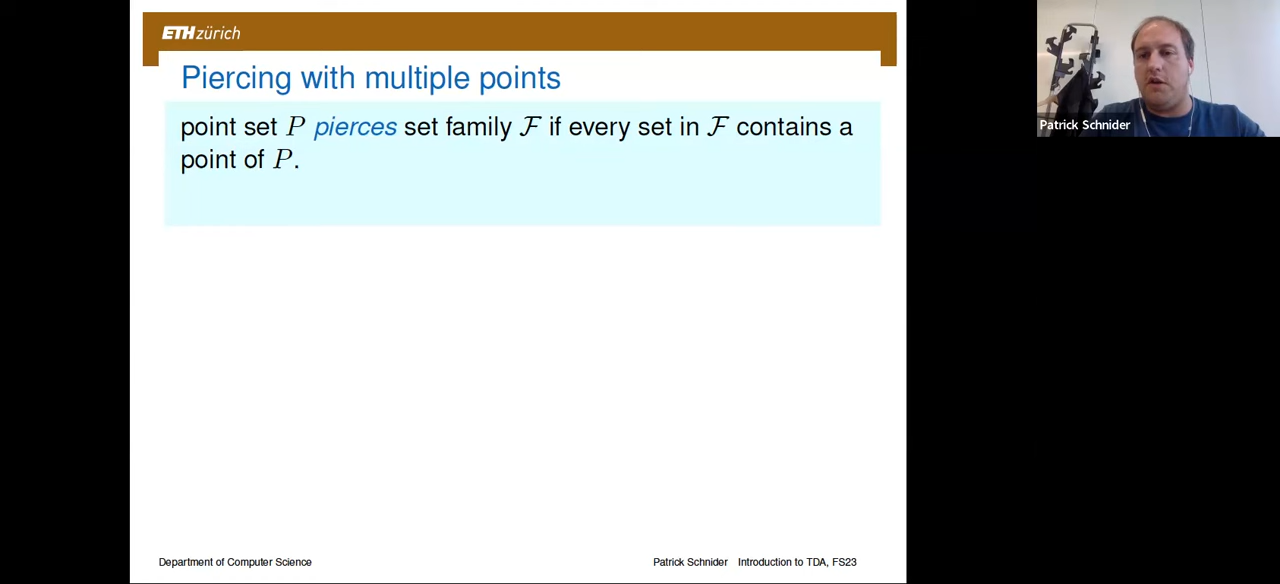 ETH zürich
Piercing with multiple points
point set P pierces set family ℱ if every set in ℱ contains a
point of P.
Patrick Schnider
Department of Computer Science
Patrick Schnider Introduction to TDA, FS23